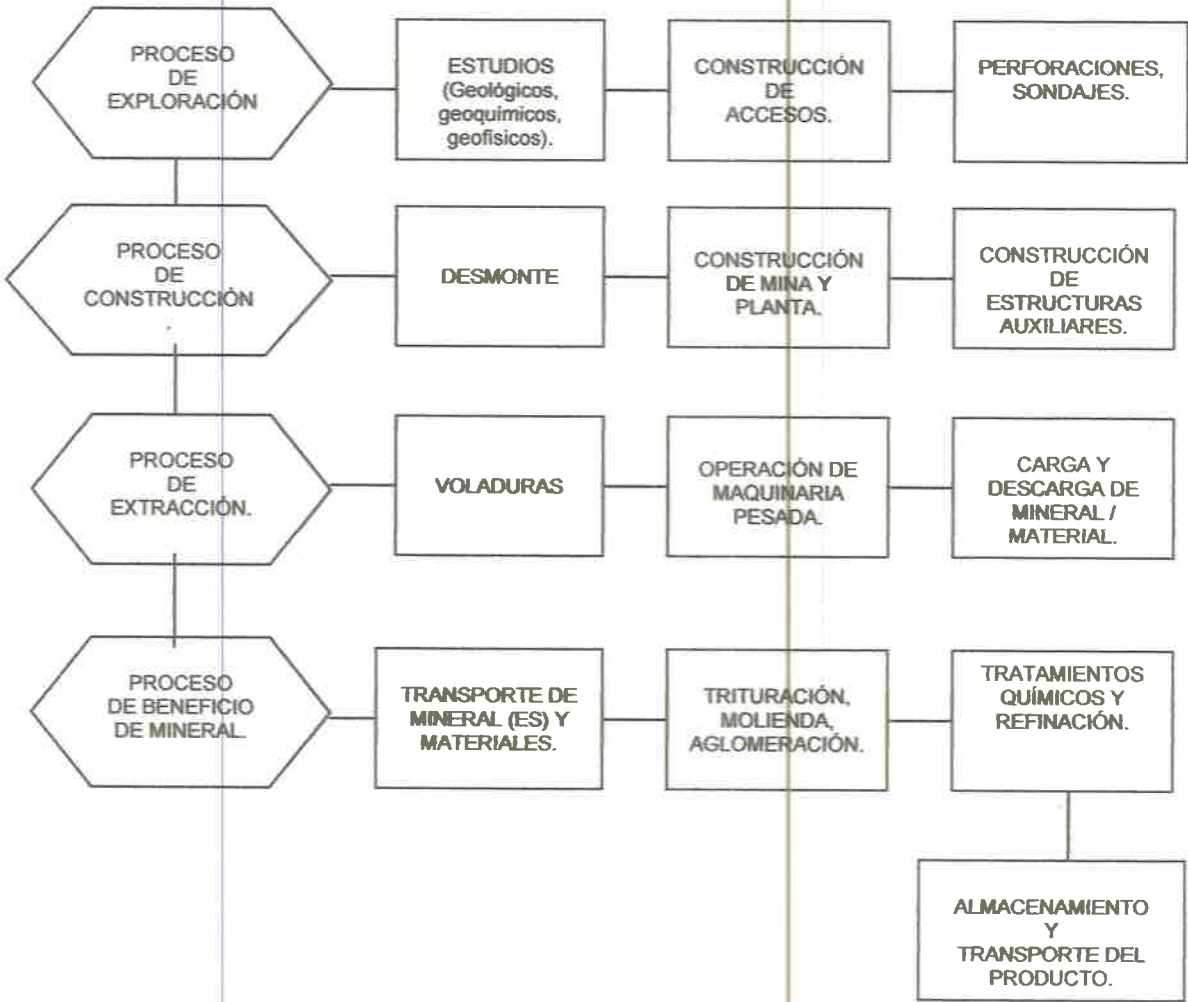 PROCESO
DE
EXPLORACIÓN
ESTUDIOS
(Geológicos,
geoquímicos,
geofísicos).
CONSTRUCCIÓN
DE
ACCESOS.
PERFORACIONES,
SONDAJES.
PROCESO
DE
CONSTRUCCIÓN
DESMONTE
CONSTRUCCIÓN
DE MINA Y
PLANTA.
CONSTRUCCIÓN
DE
ESTRUCTURAS
AUXILIARES.
PROCESO
DE
EXTRACCIÓN.
VOLADURAS
OPERACIÓN DE
MAQUINARIA
PESADA.
CARGA Y
DESCARGA DE
MINERAL /
MATERIAL.
PROCESO
DE BENEFICIO
DE MINERAL.
TRANSPORTE DE
MINERAL (ES) Y
MATERIALES.
TRITURACIÓN,
MOLIENDA,
AGLOMERACIÓN.
TRATAMIENTOS
QUÍMICOS Y
REFINACIÓN.
ALMACENAMIENTO
Y
TRANSPORTE DEL
PRODUCTO.